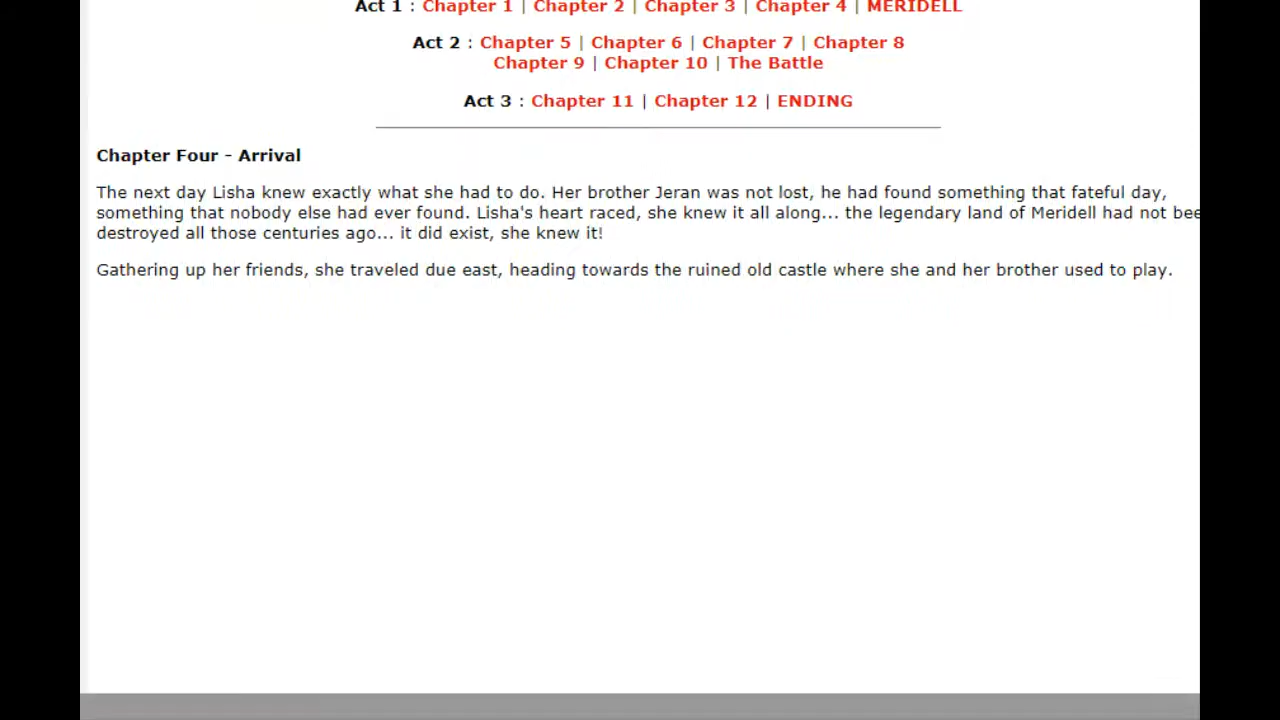 Act 1 : Chapter 1 | Chapter 2 | Chapter 3 | Chapter 4 | MERIDELL
Act 2 : Chapter 5 | Chapter 6 | Chapter 7 | Chapter 8
Chapter 9 | Chapter 10 | The Battle
Act 3 : Chapter 11 | Chapter 12 | ENDING
Chapter Four - Arrival
The next day Lisha knew exactly what she had to do. Her brother Jeran was not lost, he had found something that fateful day,
something that nobody else had ever found. Lisha's heart raced, she knew it all along... the legendary land of Meridell had not bee
destroyed all those centuries ago... it did exist, she knew it!
Gathering up her friends, she traveled due east, heading towards the ruined old castle where she and her brother used to play.